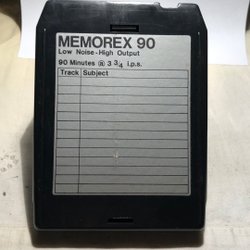 MEMOREX 90
Low Noise-High Output
90 Minutes @ 3 3/4 i.p.s.
Track Subject